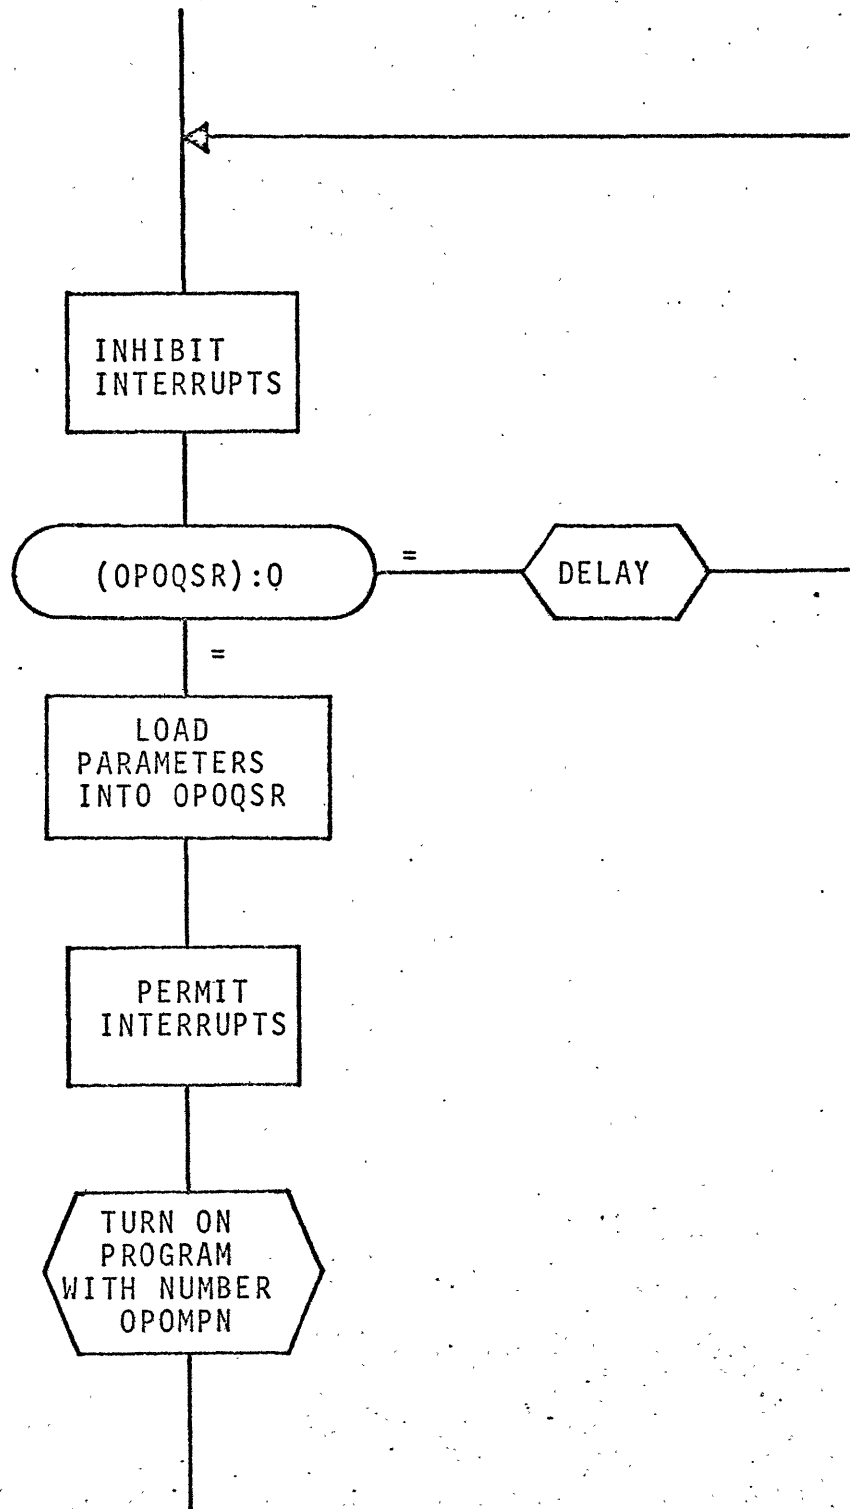 INHIBIT
INTERRUPTS
(OPOQSR):0
=
DELAY
=
LOAD
PARAMETERS
INTO OPOQSR
PERMIT
INTERRUPTS
TURN ON
PROGRAM
WITH NUMBER
OPOMPN